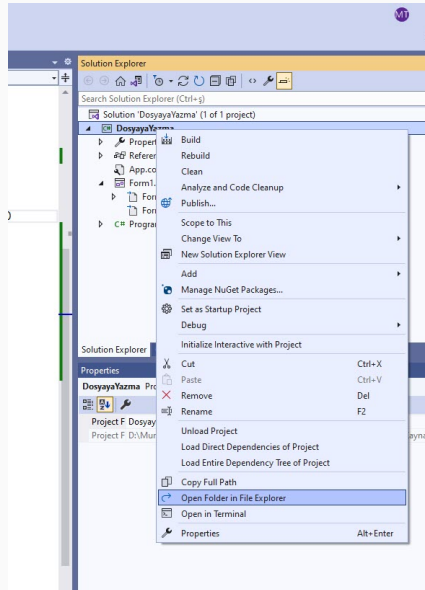 MT
Solution Explorer
Search Solution Explorer (Ctrl+ş)
Solution 'DosyayaYazma' (1 of 1 project)
DosyayaYazma
Propert
Referer
App.co
Form1.
For
For
C# Progra
Build
Rebuild
Clean
Analyze and Code Cleanup
Publish...
Scope to This
Change View To
New Solution Explorer View
Add
Manage NuGet Packages...
Set as Startup Project
Debug
Initialize Interactive with Project
Cut Ctrl+X
Paste Ctrl+V
Remove Del
Rename F2
Unload Project
Load Direct Dependencies of Project
Load Entire Dependency Tree of Project
Copy Full Path
Open Folder in File Explorer
Open in Terminal
Properties Alt+Enter
Solution Explorer
Properties
DosyayaYazma Pro
Project F Dosyay
Project F D:\Mur